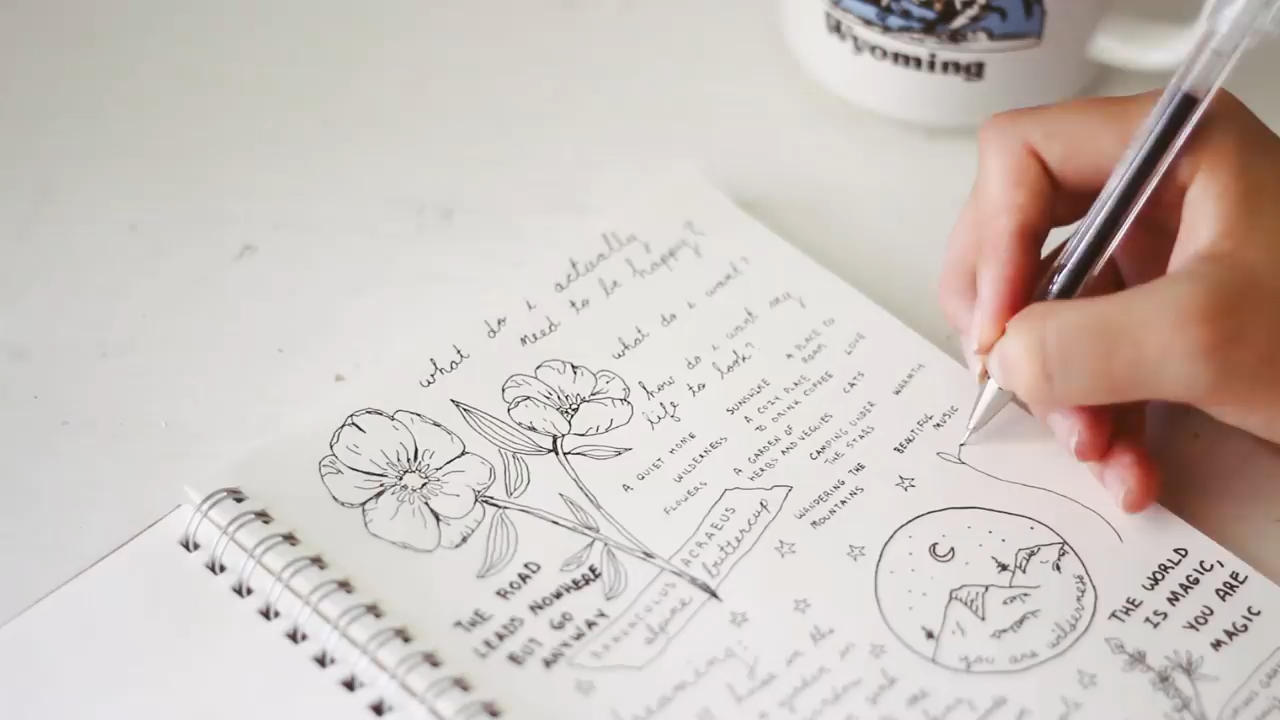 Wyoming
what do i actually
need to be happy?
what do i want?
how do i want my
life to look?
A QUIET HOME
SUNSHINE
A PLACE TO
ROAM
LOVE
FLOWERS
WILDERNESS
A COZY PLACE
TO DRINK COFFEE
CATS
WARMTH
A GARDEN OF
HERBS AND VEGGIES
CAMPING UNDER
THE STARS
BEAUTIFUL
MUSIC
WANDERING THE
MOUNTAINS
THE ROAD
LEADS NOWHERE
BUT GO
ANYWAY
RANUNCULUS ACRAEUS
alpine buttercup
you are wilderness
THE WORLD
IS MAGIC,
YOU ARE
MAGIC